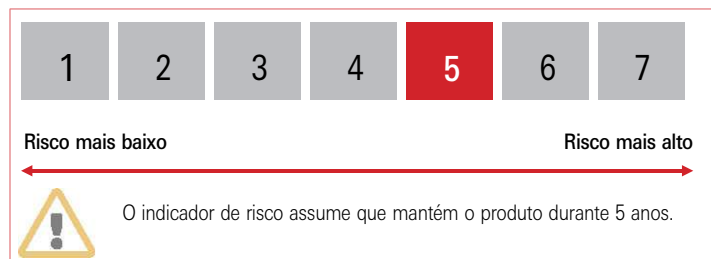 1 2 3 4 5 6 7
Risco mais baixo Risco mais alto
O indicador de risco assume que mantém o produto durante 5 anos.